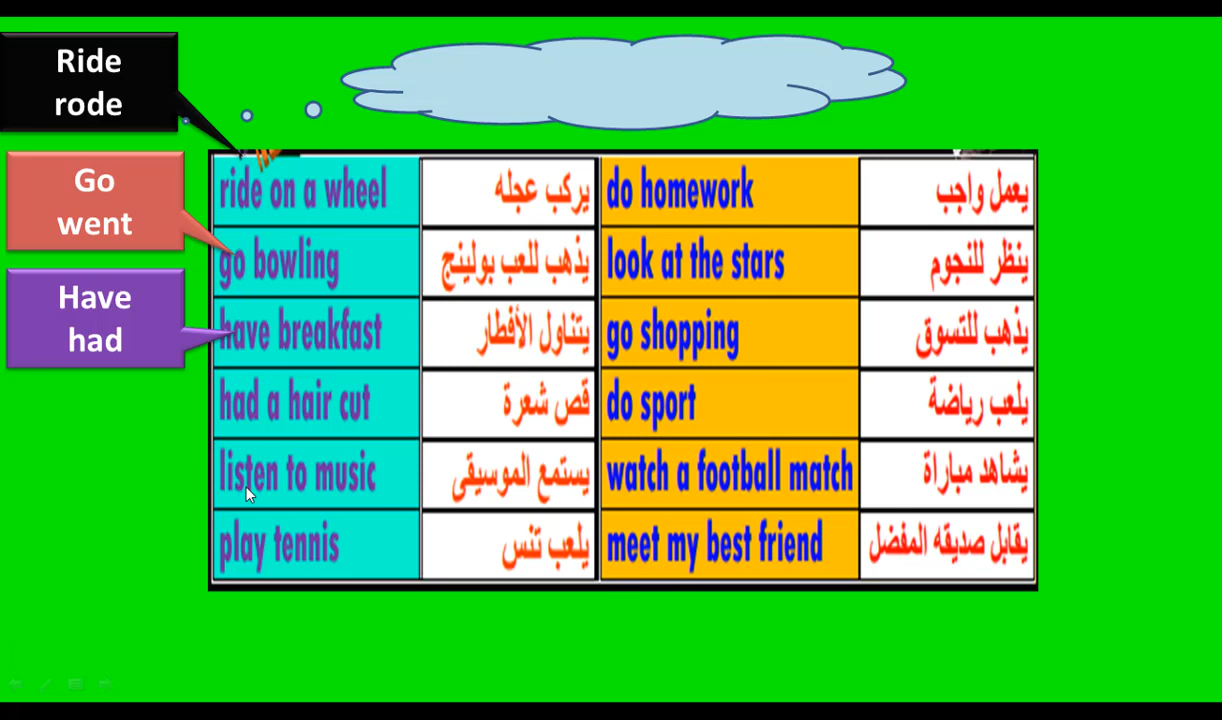 Ride
rode
Go
went
Have
had
ride on a wheel يركب عجله do homework يعمل واجب
go bowling يذهب للعب بولينج look at the stars ينظر للنجوم
have breakfast يتناول الأفطار go shopping يذهب للتسوق
had a hair cut قص شعرة do sport يلعب رياضة
listen to music يستمع الموسيقى watch a football match يشاهد مباراة
play tennis يلعب تنس meet my best friend يقابل صديقه المفضل